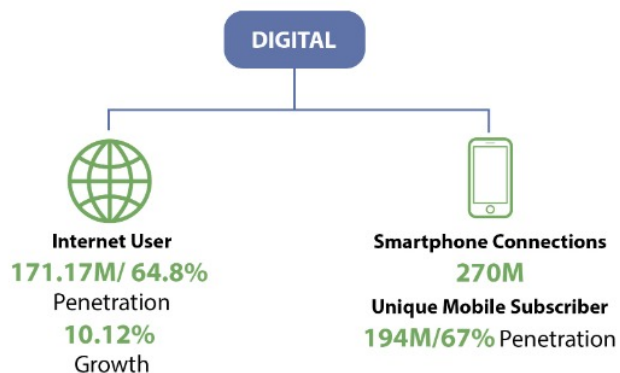 DIGITAL
Internet User
171.17M/ 64.8%
Penetration
10.12%
Growth
Smartphone Connections
270M
Unique Mobile Subscriber
194M/67% Penetration